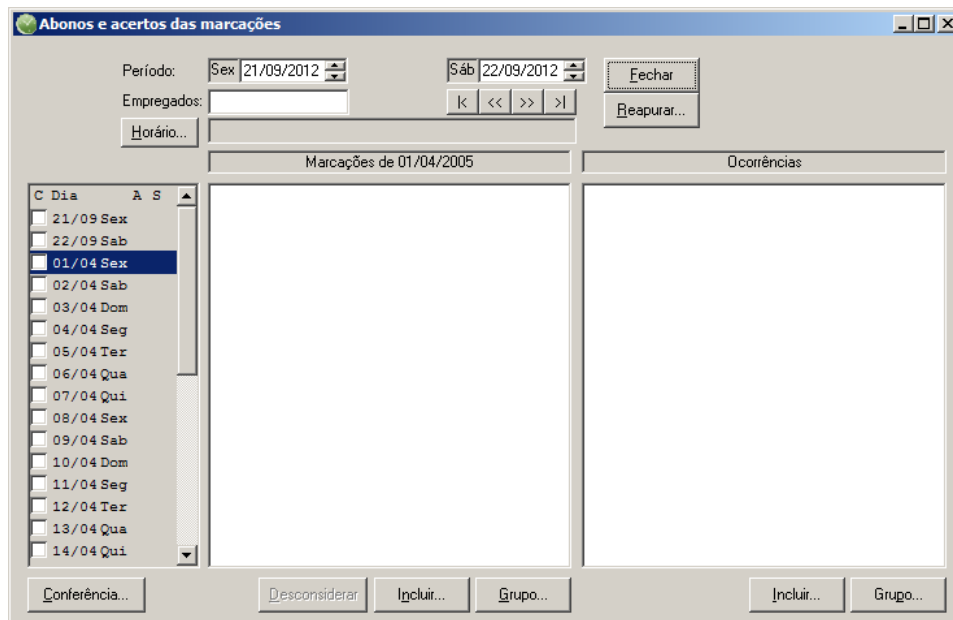 Abonos e acertos das marcações
Período: Sex 21/09/2012 Sáb 22/09/2012 Fechar
Empregados: |< << >> >| Reapurar...
Horário...
Marcações de 01/04/2005 Ocorrências
C Dia A S
21/09 Sex
22/09 Sab
01/04 Sex
02/04 Sab
03/04 Dom
04/04 Seg
05/04 Ter
06/04 Qua
07/04 Qui
08/04 Sex
09/04 Sab
10/04 Dom
11/04 Seg
12/04 Ter
13/04 Qua
14/04 Qui
Conferência... Desconsiderar Incluir... Grupo... Incluir... Grupo...